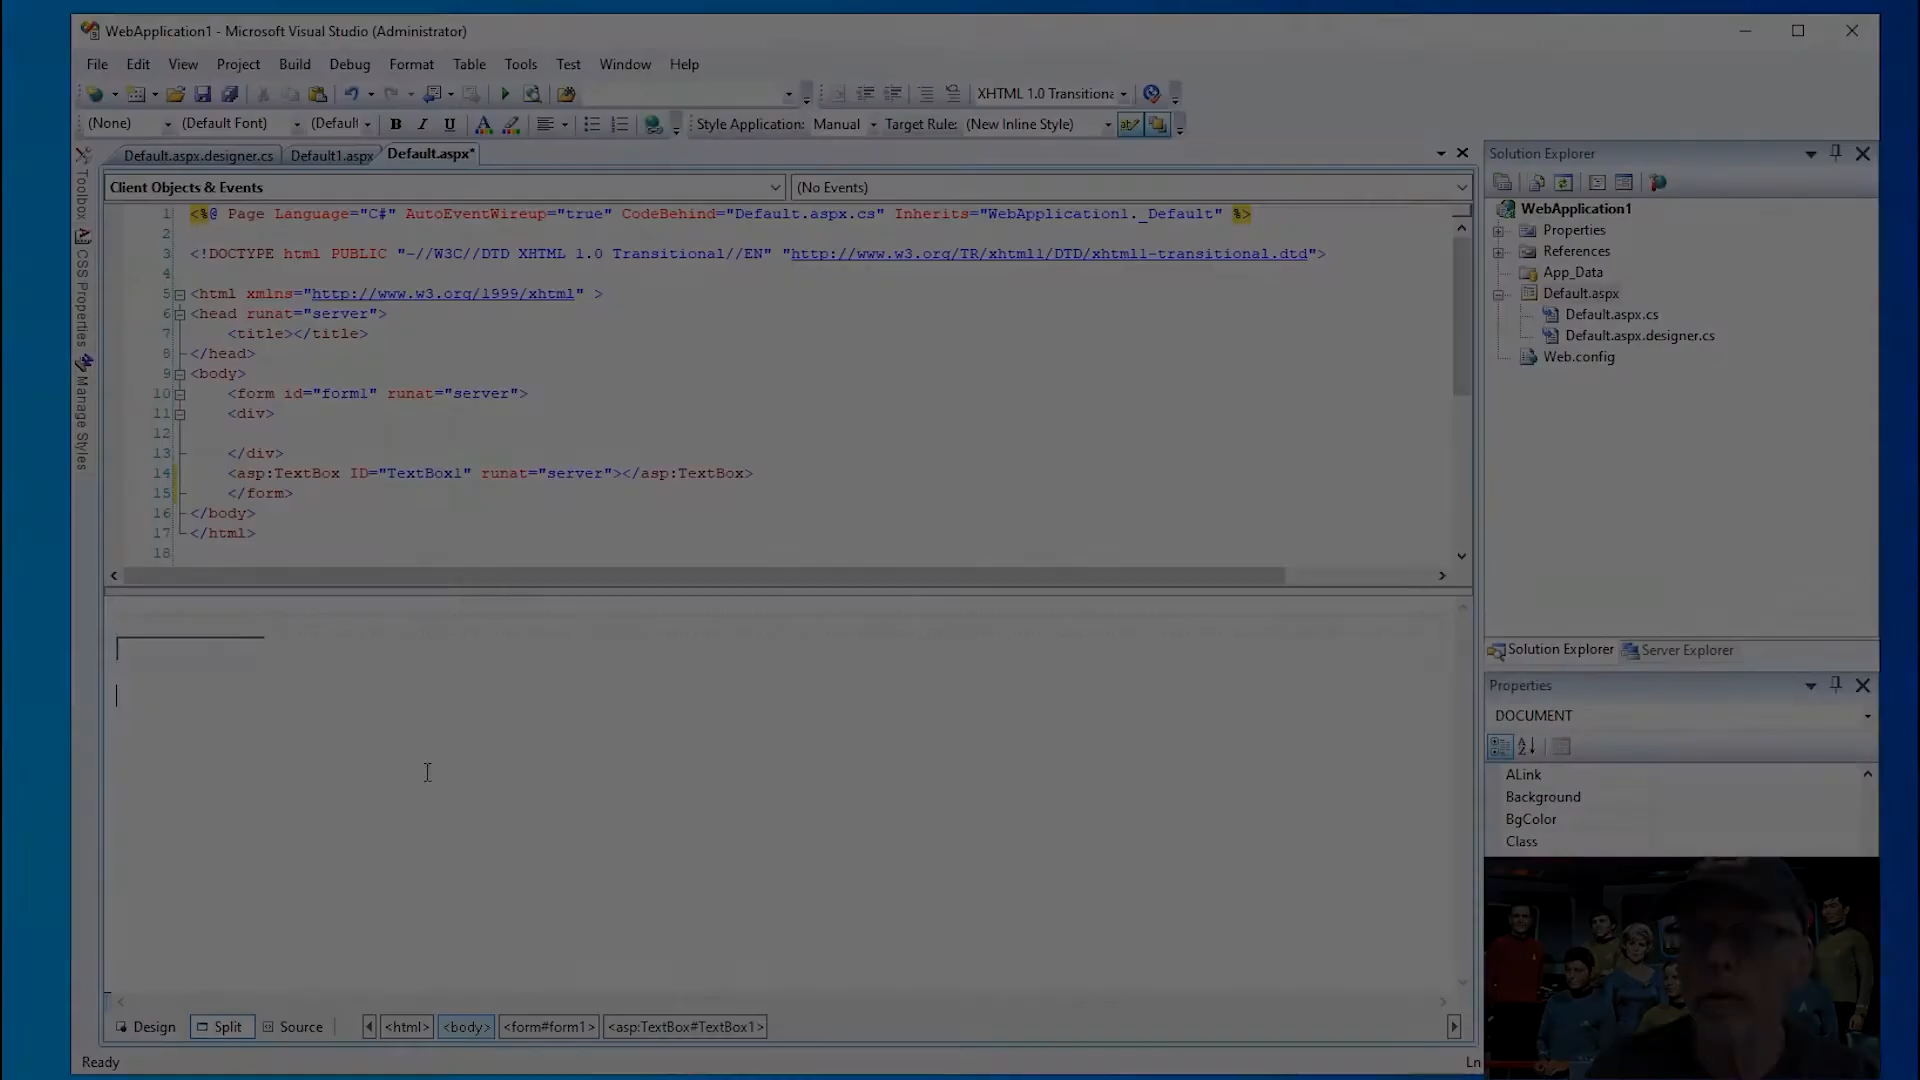 WebApplication1 - Microsoft Visual Studio (Administrator)
File Edit View Project Build Debug Format Table Tools Test Window Help
XHTML 1.0 Transitiona
(None) (Default Font) (Default B I U A Style Application: Manual Target Rule: (New Inline Style)
Default.aspx.designer.cs Default1.aspx Default.aspx*
Client Objects & Events (No Events)
1 <%@ Page Language="C#" AutoEventWireup="true" CodeBehind="Default.aspx.cs" Inherits="WebApplication1._Default" %>
2
3 <!DOCTYPE html PUBLIC "-//W3C//DTD XHTML 1.0 Transitional//EN" "http://www.w3.org/TR/xhtml1/DTD/xhtml1-transitional.dtd">
4
5 <html xmlns="http://www.w3.org/1999/xhtml" >
6 <head runat="server">
7 <title></title>
8 </head>
9 <body>
10 <form id="form1" runat="server">
11 <div>
12
13 </div>
14 <asp:TextBox ID="TextBox1" runat="server"></asp:TextBox>
15 </form>
16 </body>
17 </html>
18
Toolbox
CSS Properties
Manage Styles
Design Split Source <html> <body> <form#form1> <asp:TextBox#TextBox1>
Ready Ln
Solution Explorer
WebApplication1
Properties
References
App_Data
Default.aspx
Default.aspx.cs
Default.aspx.designer.cs
Web.config
Solution Explorer Server Explorer
Properties
DOCUMENT
ALink
Background
BgColor
Class